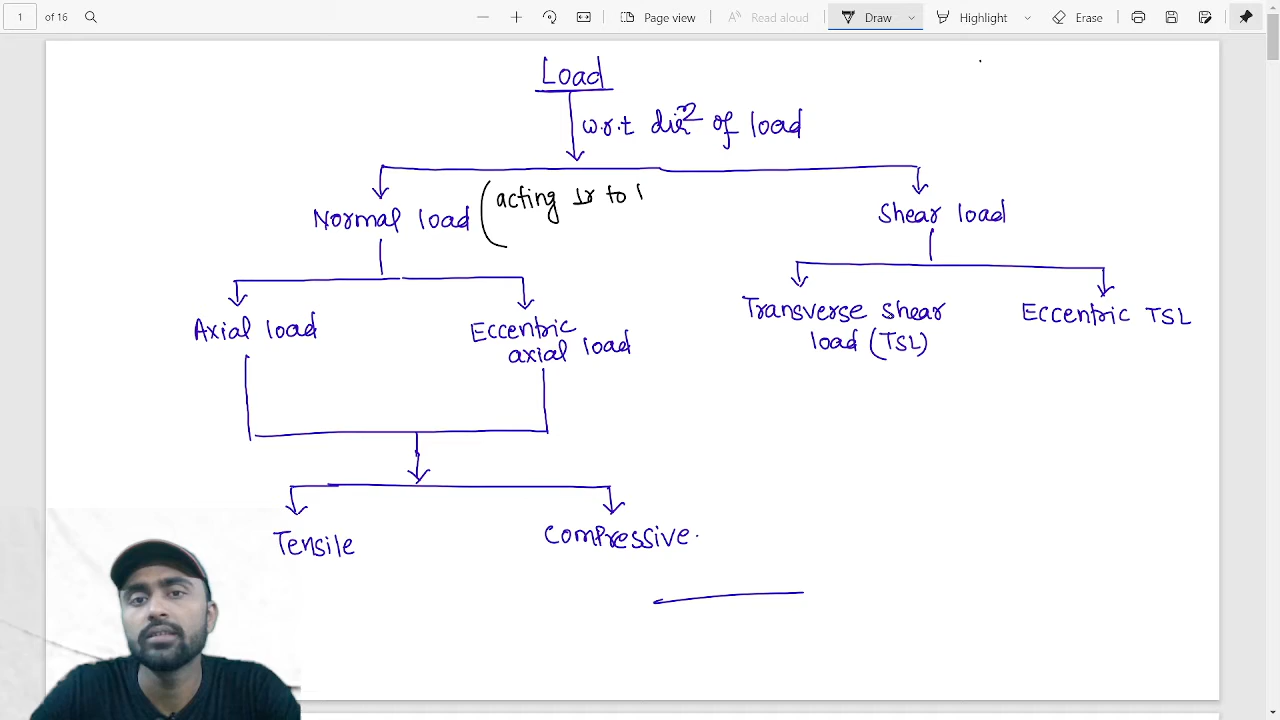 1 of 16
Page view
Read aloud
Draw
Highlight
Erase
Load
w.r.t dirⁿ of load
Normal load (acting ⊥r to
Shear load
Axial load
Eccentric
axial load
Transverse shear
load (TSL)
Eccentric TSL
Tensile
Compressive.